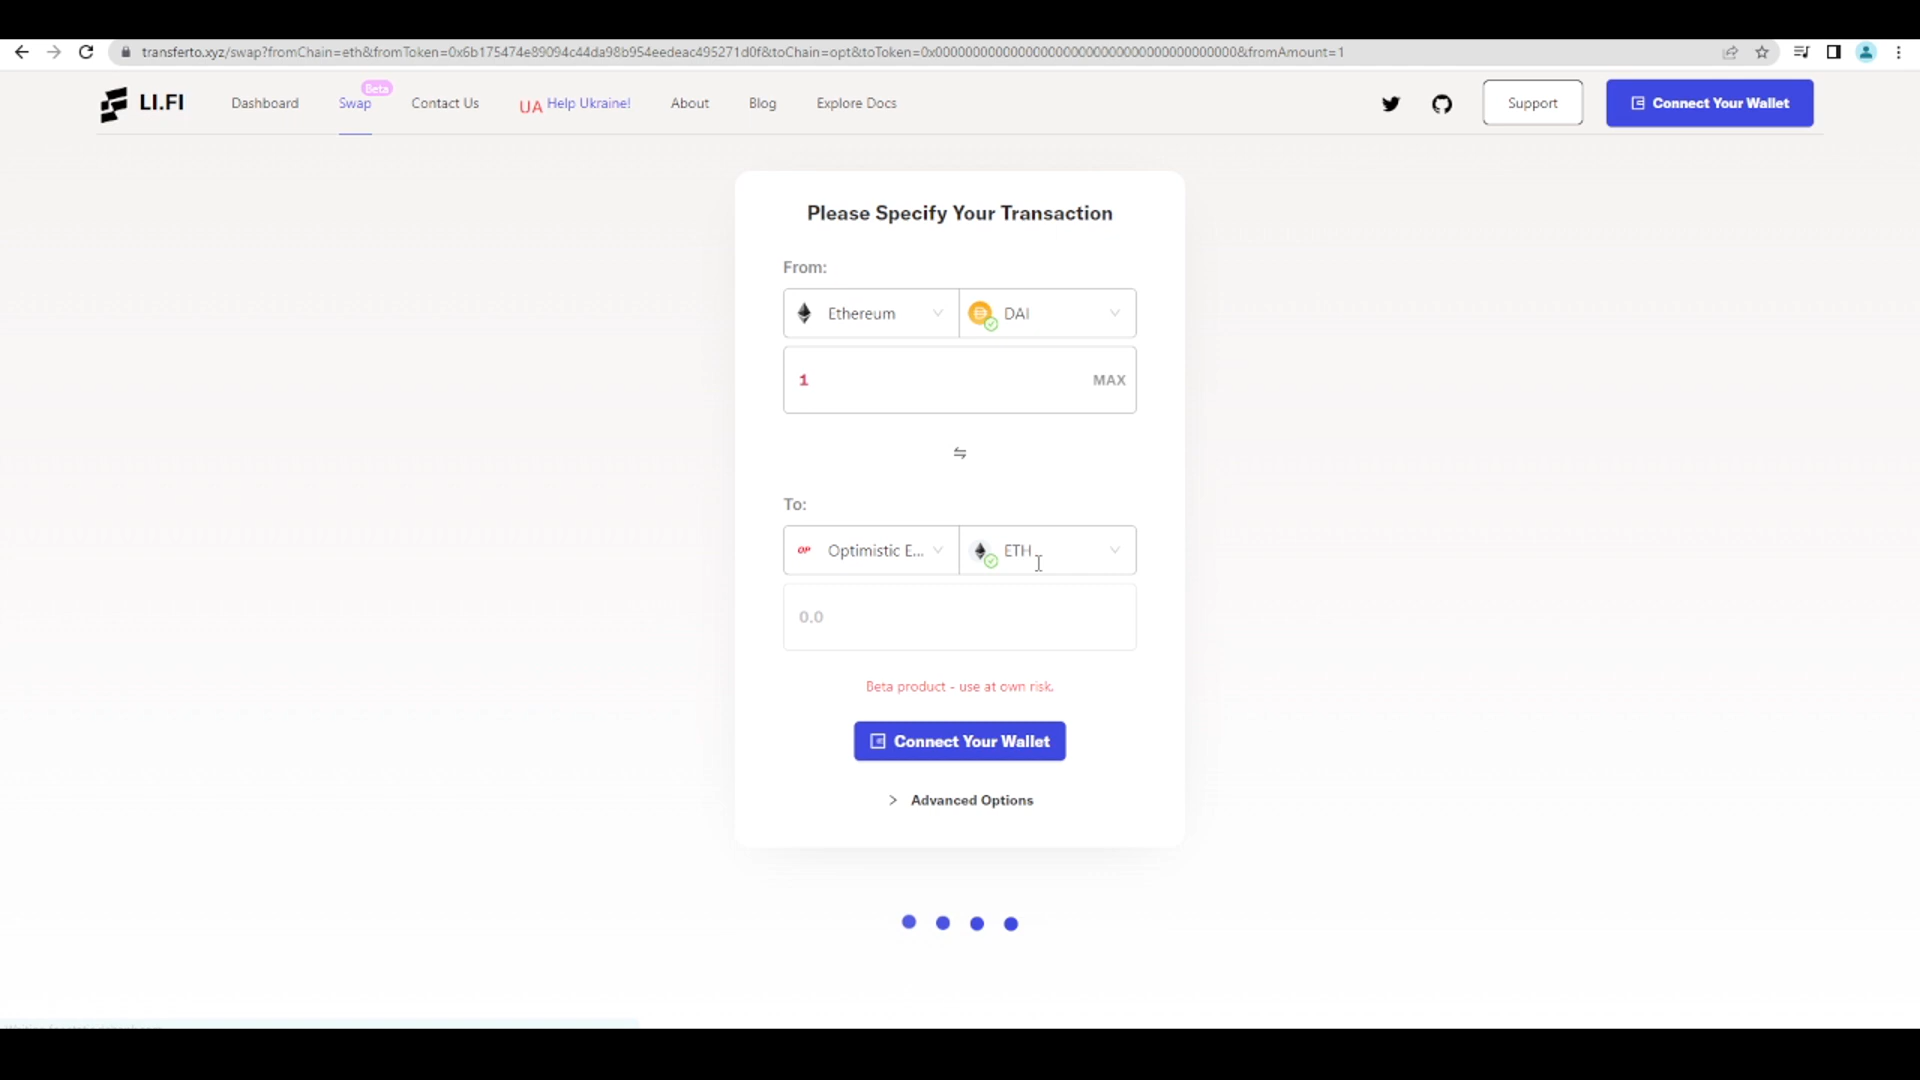 transferto.xyz/swap?fromChain=eth&fromToken=0x6b175474e89094c44da98b954eedeac495271d0f&toChain=opt&toToken=0x0000000000000000000000000000000000000000&fromAmount=1
LI.FI
Dashboard
Swap
Beta
Contact Us
UA Help Ukraine!
About
Blog
Explore Docs
Support
Connect Your Wallet
Please Specify Your Transaction
From:
Ethereum
DAI
1
MAX
To:
OP
Optimistic E...
ETH
0.0
Beta product - use at own risk.
Connect Your Wallet
Advanced Options